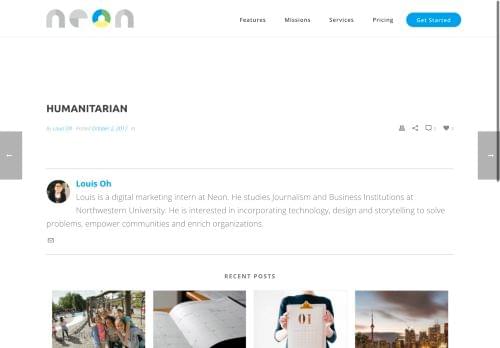 neon
Features Missions Services Pricing Get Started
HUMANITARIAN
By Louis Oh Posted October 2, 2017 In
0 0
← →
Louis Oh
Louis is a digital marketing intern at Neon. He studies Journalism and Business Institutions at
Northwestern University. He is interested in incorporating technology, design and storytelling to solve
problems, empower communities and enrich organizations.
RECENT POSTS
01